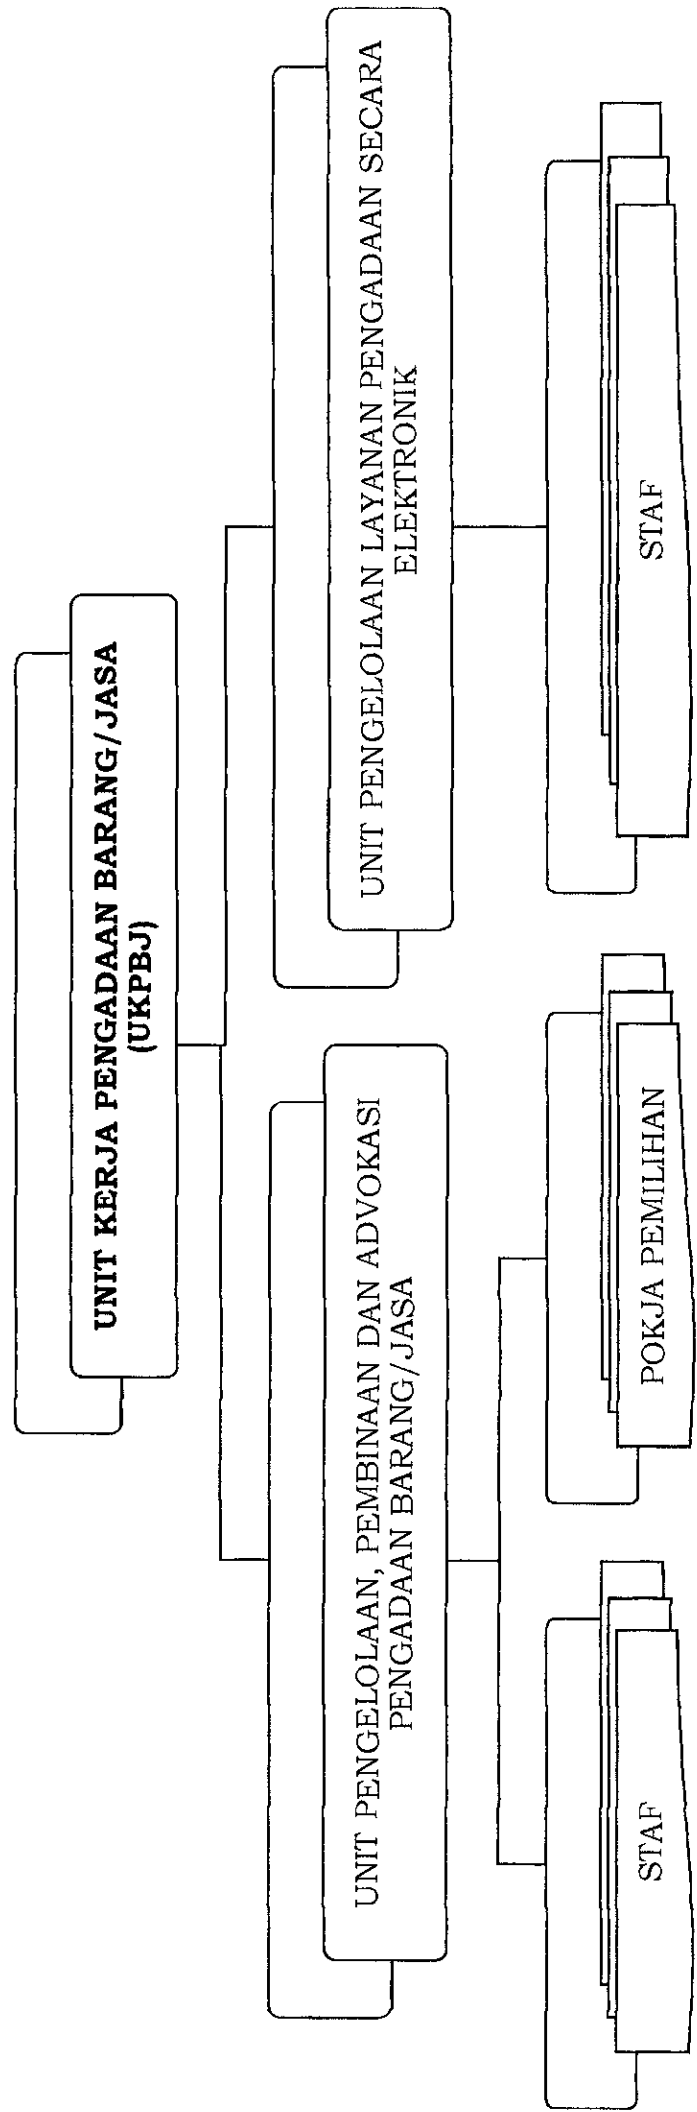 UNIT KERJA PENGADAAN BARANG/JASA
(UKPBJ)
UNIT PENGELOLAAN, PEMBINAAN DAN ADVOKASI
PENGADAAN BARANG/JASA
UNIT PENGELOLAAN LAYANAN PENGADAAN SECARA
ELEKTRONIK
STAF
POKJA PEMILIHAN
STAF